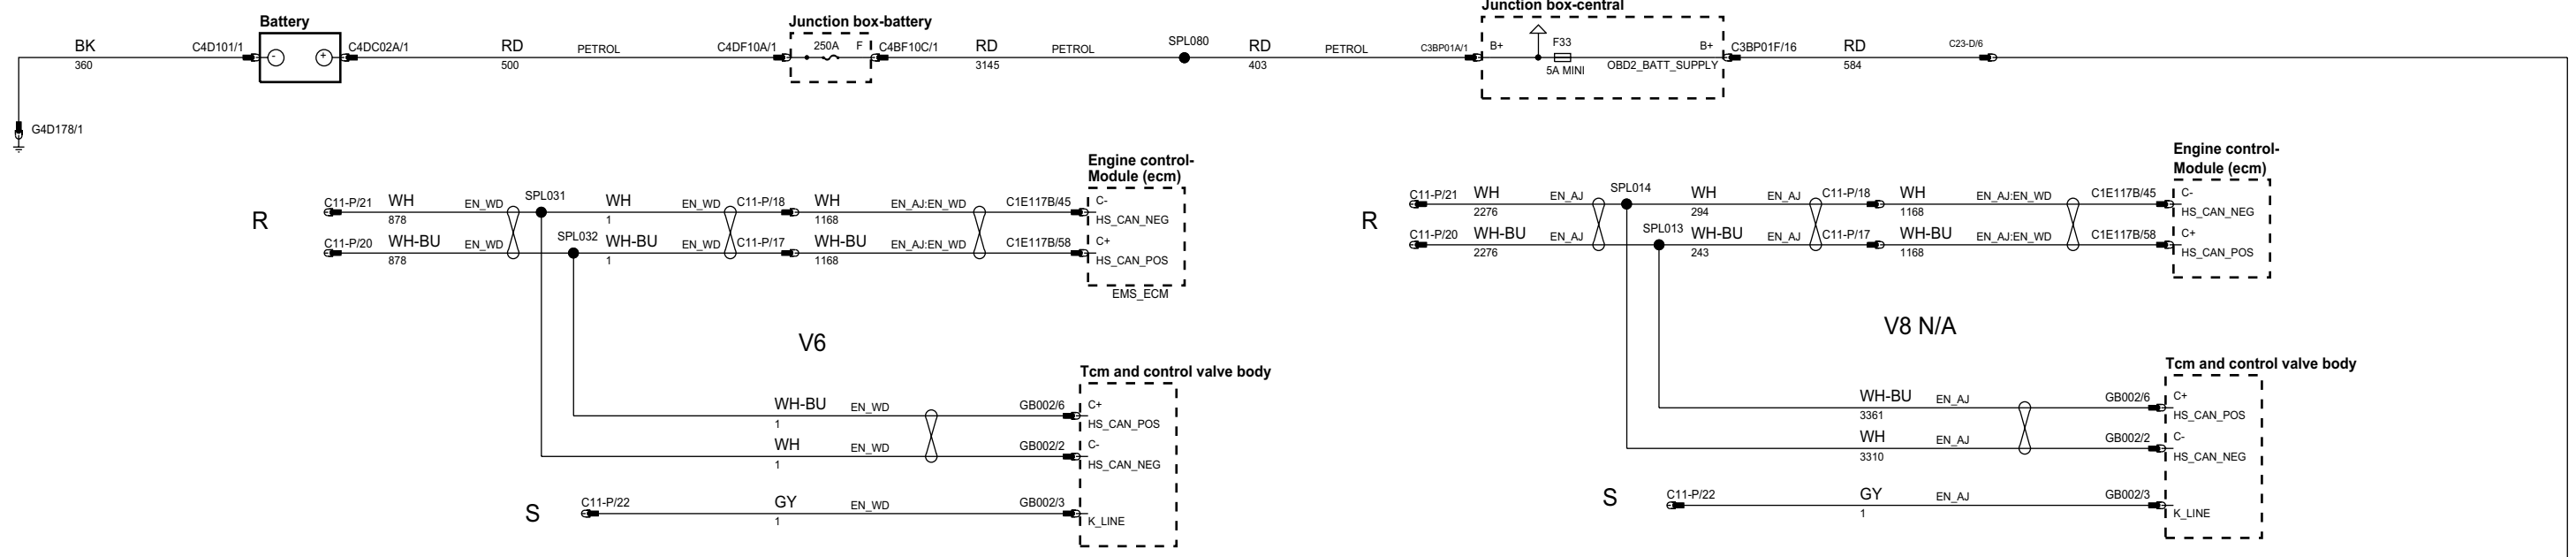 Battery
Junction box-battery
Junction box-central
BK
360
C4D101/1
-
+
C4DC02A/1
RD
500
PETROL
C4DF10A/1
250A
F
C4BF10C/1
RD
3145
PETROL
SPL080
RD
403
PETROL
C3BP01A/1
B+
F33
5A MINI
B+
OBD2_BATT_SUPPLY
C3BP01F/16
RD
584
C23-D/6
G4D178/1
R
C11-P/21
WH
878
EN_WD
SPL031
WH
1
EN_WD
C11-P/18
WH
1168
EN_AJ:EN_WD
C1E117B/45
Engine control-
Module (ecm)
C-
HS_CAN_NEG
C11-P/20
WH-BU
878
EN_WD
SPL032
WH-BU
1
EN_WD
C11-P/17
WH-BU
1168
EN_AJ:EN_WD
C1E117B/58
C+
HS_CAN_POS
EMS_ECM
V6
Tcm and control valve body
WH-BU
1
EN_WD
GB002/6
C+
HS_CAN_POS
WH
1
EN_WD
GB002/2
C-
HS_CAN_NEG
S
C11-P/22
GY
1
EN_WD
GB002/3
K_LINE
R
C11-P/21
WH
2276
EN_AJ
SPL014
WH
294
EN_AJ
C11-P/18
WH
1168
EN_AJ:EN_WD
C1E117B/45
Engine control-
Module (ecm)
C-
HS_CAN_NEG
C11-P/20
WH-BU
2276
EN_AJ
SPL013
WH-BU
243
EN_AJ
C11-P/17
WH-BU
1168
EN_AJ:EN_WD
C1E117B/58
C+
HS_CAN_POS
V8 N/A
Tcm and control valve body
WH-BU
3361
EN_AJ
GB002/6
C+
HS_CAN_POS
WH
3310
EN_AJ
GB002/2
C-
HS_CAN_NEG
S
C11-P/22
GY
1
EN_AJ
GB002/3
K_LINE